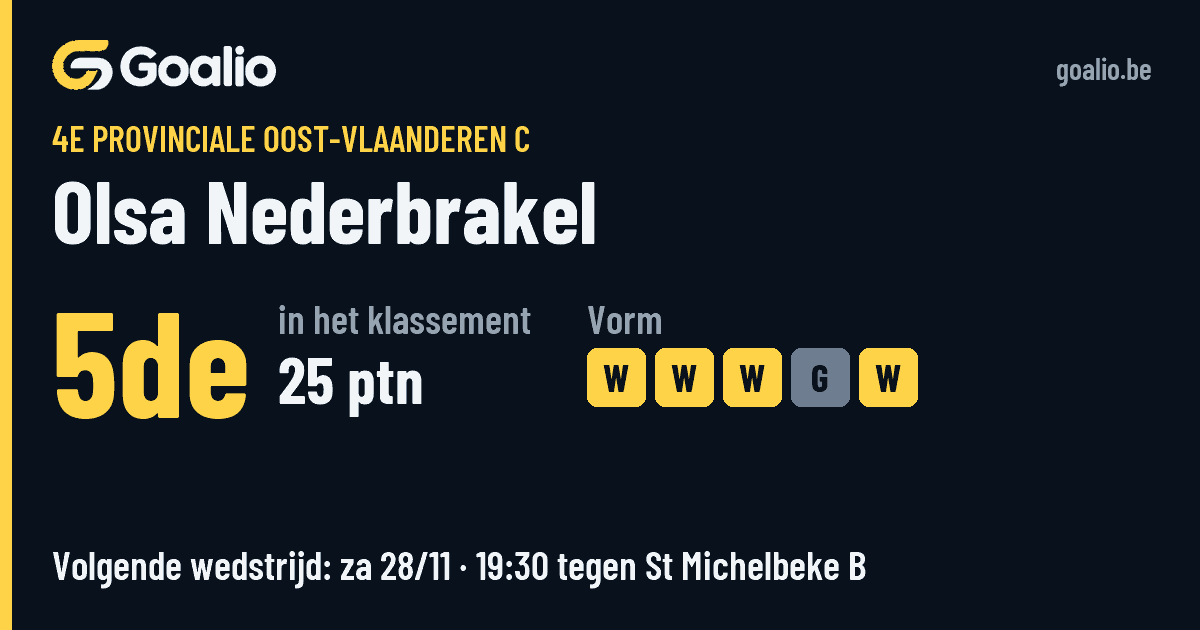 Goalio
goalio.be
4E PROVINCIALE OOST-VLAANDEREN C
Olsa Nederbrakel
5de
in het klassement
25 ptn
Vorm
W W W G W
Volgende wedstrijd: za 28/11 · 19:30 tegen St Michelbeke B